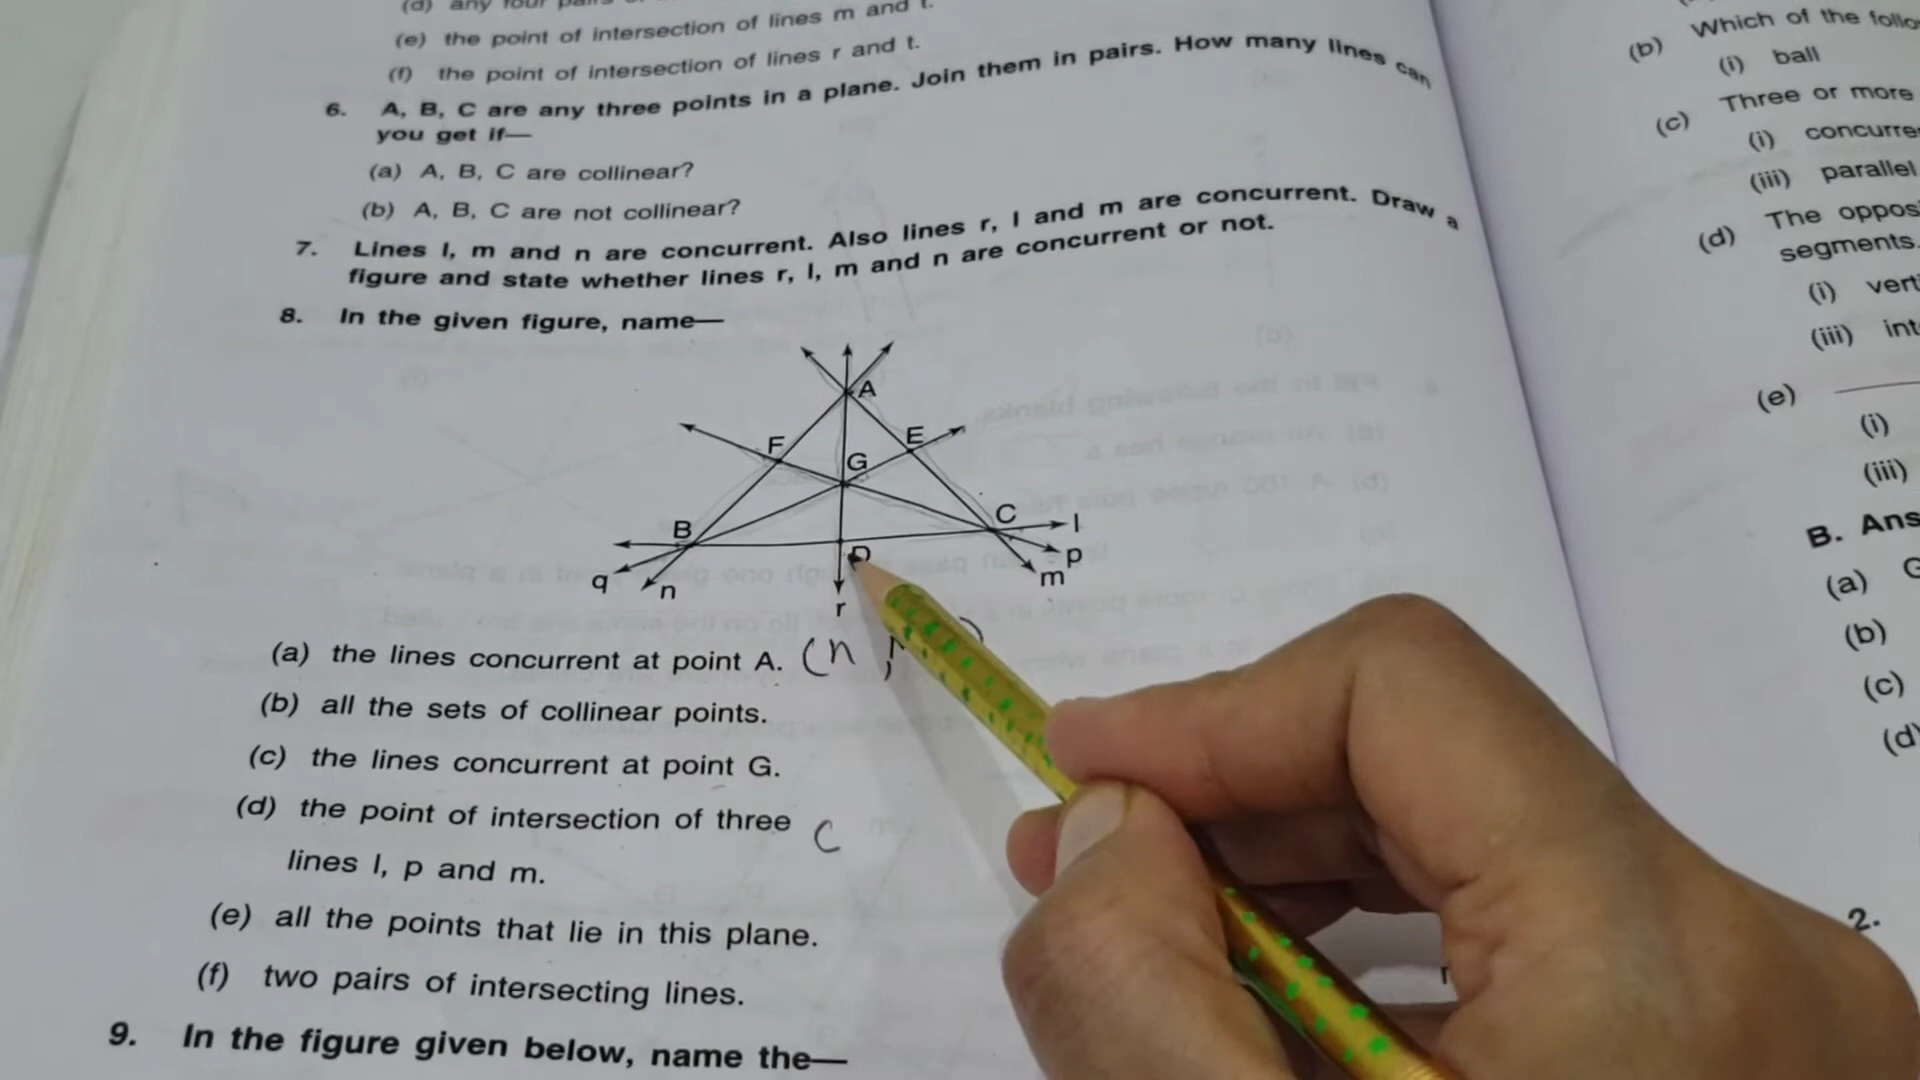 (d) any four
(e) the point of intersection of lines m and t.
(f) the point of intersection of lines r and t.
6. A, B, C are any three points in a plane. Join them in pairs. How many lines can
you get if—
(a) A, B, C are collinear?
(b) A, B, C are not collinear?
7. Lines l, m and n are concurrent. Also lines r, l and m are concurrent. Draw a
figure and state whether lines r, l, m and n are concurrent or not.
8. In the given figure, name—
A
F
E
G
B
C
l
D
p
q
n
m
r
(a) the lines concurrent at point A. (n ,
(b) all the sets of collinear points.
(c) the lines concurrent at point G.
(d) the point of intersection of three C
lines l, p and m.
(e) all the points that lie in this plane.
(f) two pairs of intersecting lines.
9. In the figure given below, name the—
(b) Which of the follo
(i) ball
(c) Three or more
(i) concurre
(iii) parallel
(d) The oppos
segments.
(i) vert
(iii) int
(e)
(i)
(iii)
B. Ans
(a)
(b)
(c)
(d)
2.